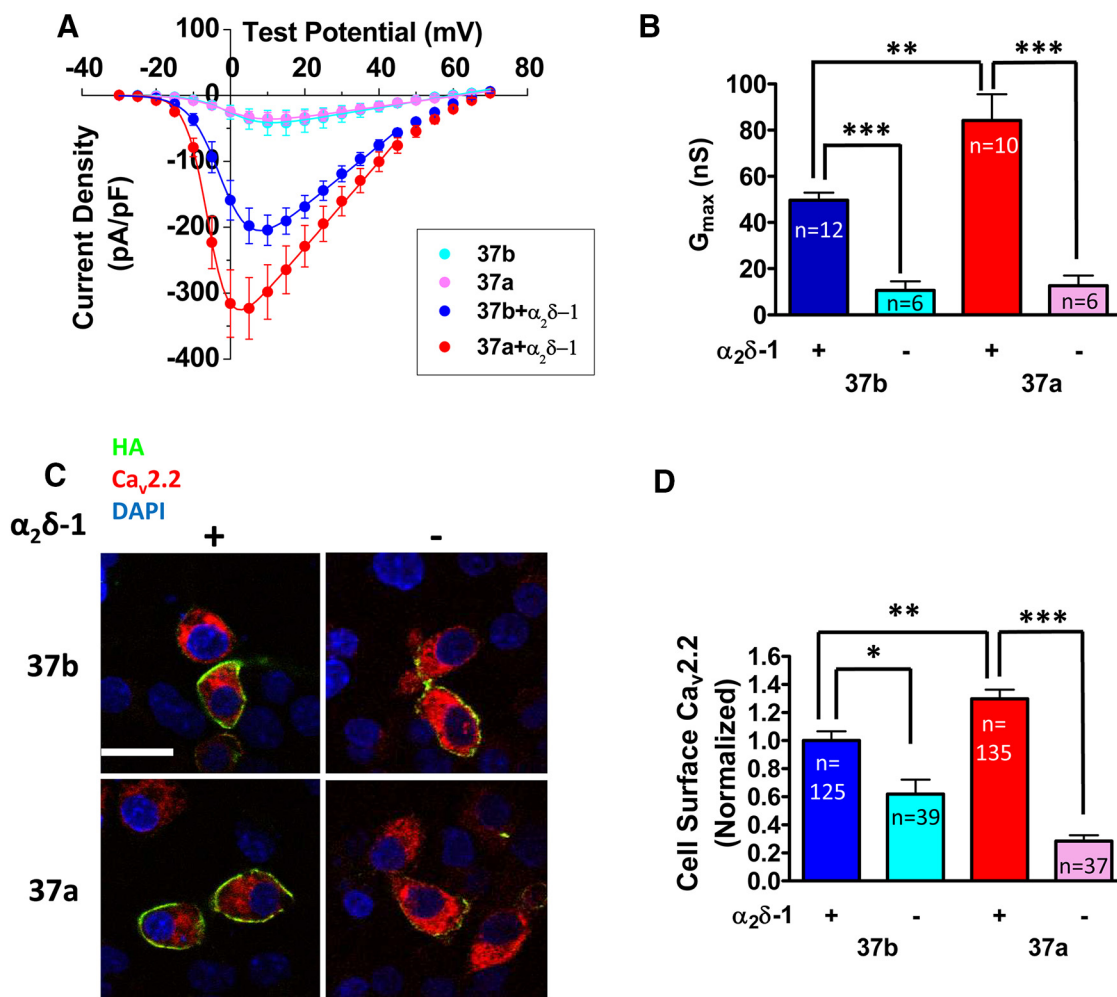 A
Test Potential (mV)
100
-40 -20 0 20 40 60 80
0
-100
-200
-300
-400
Current Density
(pA/pF)
37b
37a
37b+α₂δ–1
37a+α₂δ–1
B
**
***
***
100
80
60
40
20
0
Gmax (nS)
n=12
n=6
n=10
n=6
α₂δ-1
+ - + -
37b 37a
C
HA
Caᵥ2.2
DAPI
α₂δ-1
+ -
37b
37a
D
**
***
*
1.6
1.4
1.2
1.0
0.8
0.6
0.4
0.2
0.0
Cell Surface Caᵥ2.2
(Normalized)
n=
125
n=39
n=
135
n=37
α₂δ-1
+ - + -
37b 37a